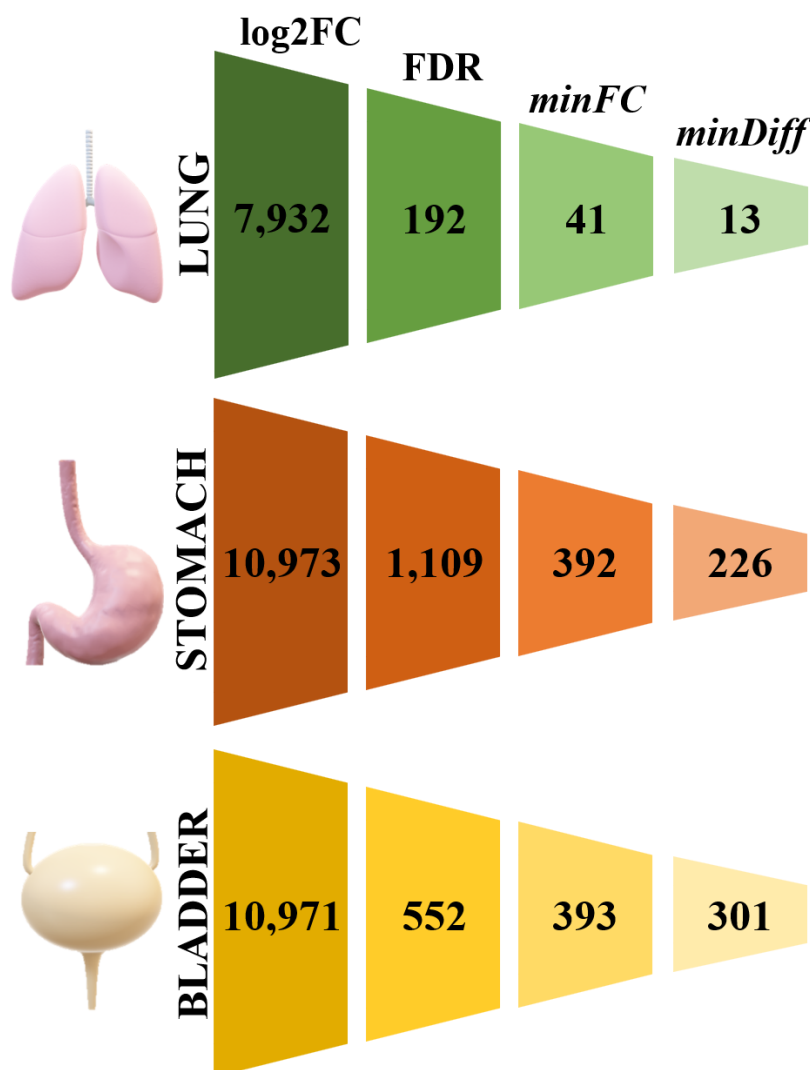 log2FC
FDR
minFC
minDiff
LUNG
7,932
192
41
13
STOMACH
10,973
1,109
392
226
BLADDER
10,971
552
393
301